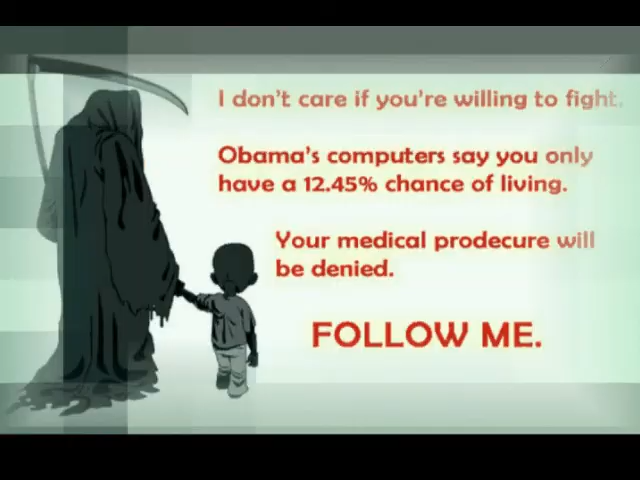 I don't care if you're willing to fight.
Obama's computers say you only
have a 12.45% chance of living.
Your medical prodecure will
be denied.
FOLLOW ME.